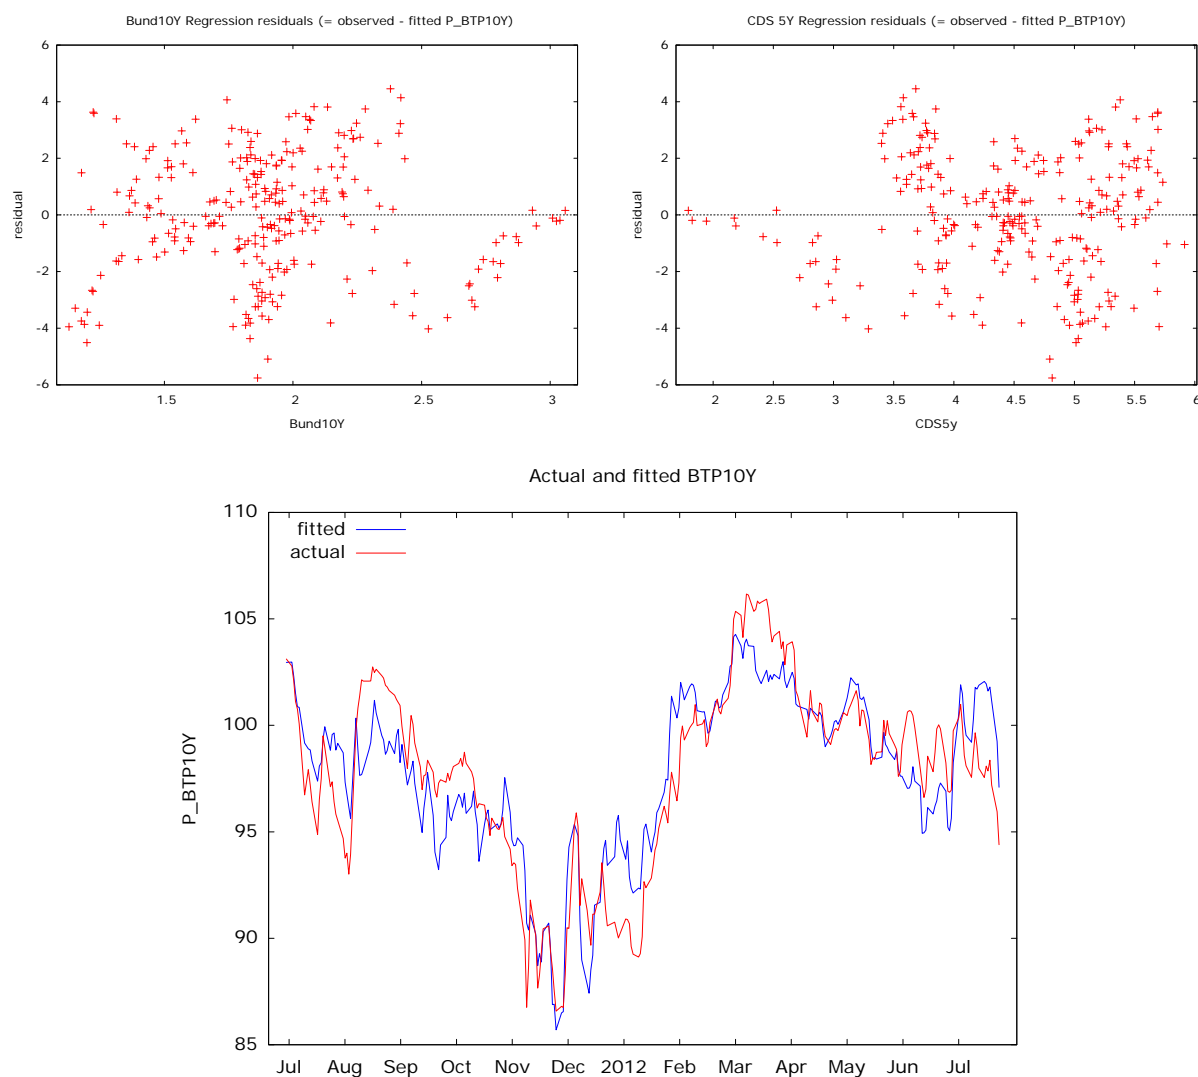 Bund10Y Regression residuals (= observed - fitted P_BTP10Y)
6
4
2
0
-2
-4
-6
residual
1.5
2
2.5
3
Bund10Y
CDS 5Y Regression residuals (= observed - fitted P_BTP10Y)
6
4
2
0
-2
-4
-6
residual
2
2.5
3
3.5
4
4.5
5
5.5
6
CDS5y
Actual and fitted BTP10Y
110
105
100
95
90
85
P_BTP10Y
fitted
actual
Jul
Aug
Sep
Oct
Nov
Dec
2012
Feb
Mar
Apr
May
Jun
Jul